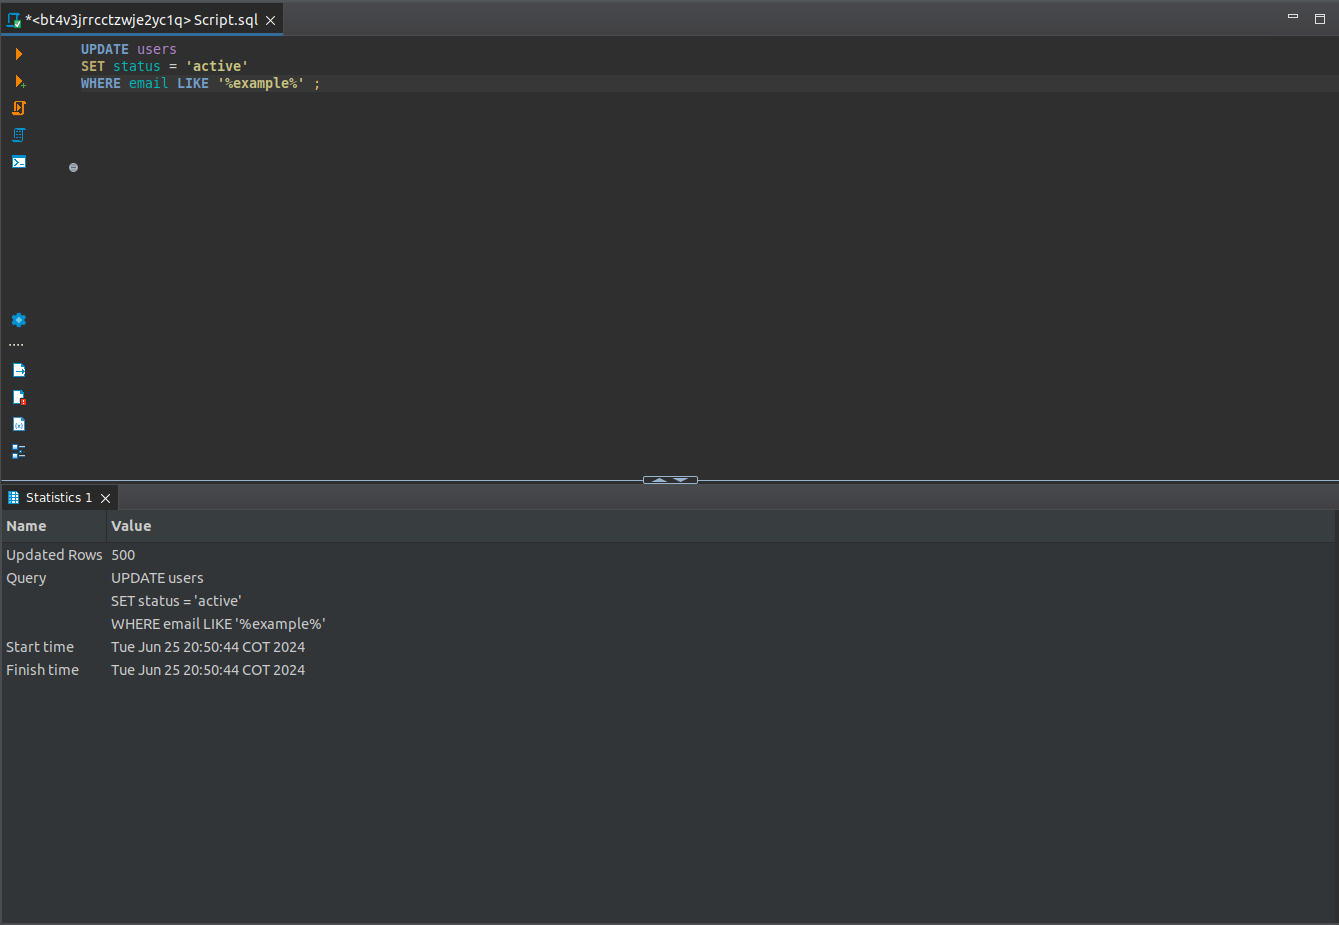 *<bt4v3jrrcctzwje2yc1q> Script.sql
UPDATE users
SET status = 'active'
WHERE email LIKE '%example%' ;
Statistics 1
Name Value
Updated Rows 500
Query UPDATE users
SET status = 'active'
WHERE email LIKE '%example%'
Start time Tue Jun 25 20:50:44 COT 2024
Finish time Tue Jun 25 20:50:44 COT 2024